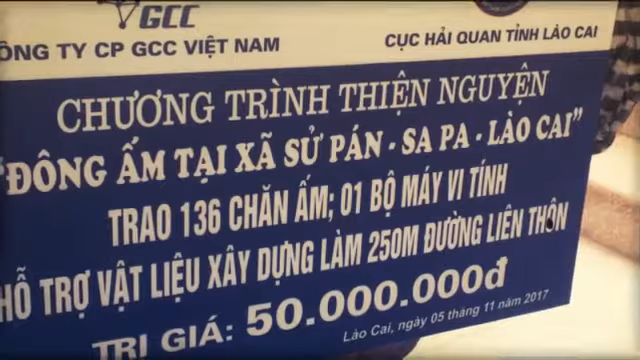 GCC
ÔNG TY CP GCC VIỆT NAM
CỤC HẢI QUAN TỈNH LÀO CAI
CHƯƠNG TRÌNH THIỆN NGUYỆN
"ĐÔNG ẤM TẠI XÃ SỬ PÁN - SA PA - LÀO CAI"
TRAO 136 CHĂN ẤM; 01 BỘ MÁY VI TÍNH
HỖ TRỢ VẬT LIỆU XÂY DỰNG LÀM 250M ĐƯỜNG LIÊN THÔN
TRỊ GIÁ: 50.000.000đ
Lào Cai, ngày 05 tháng 11 năm 2017